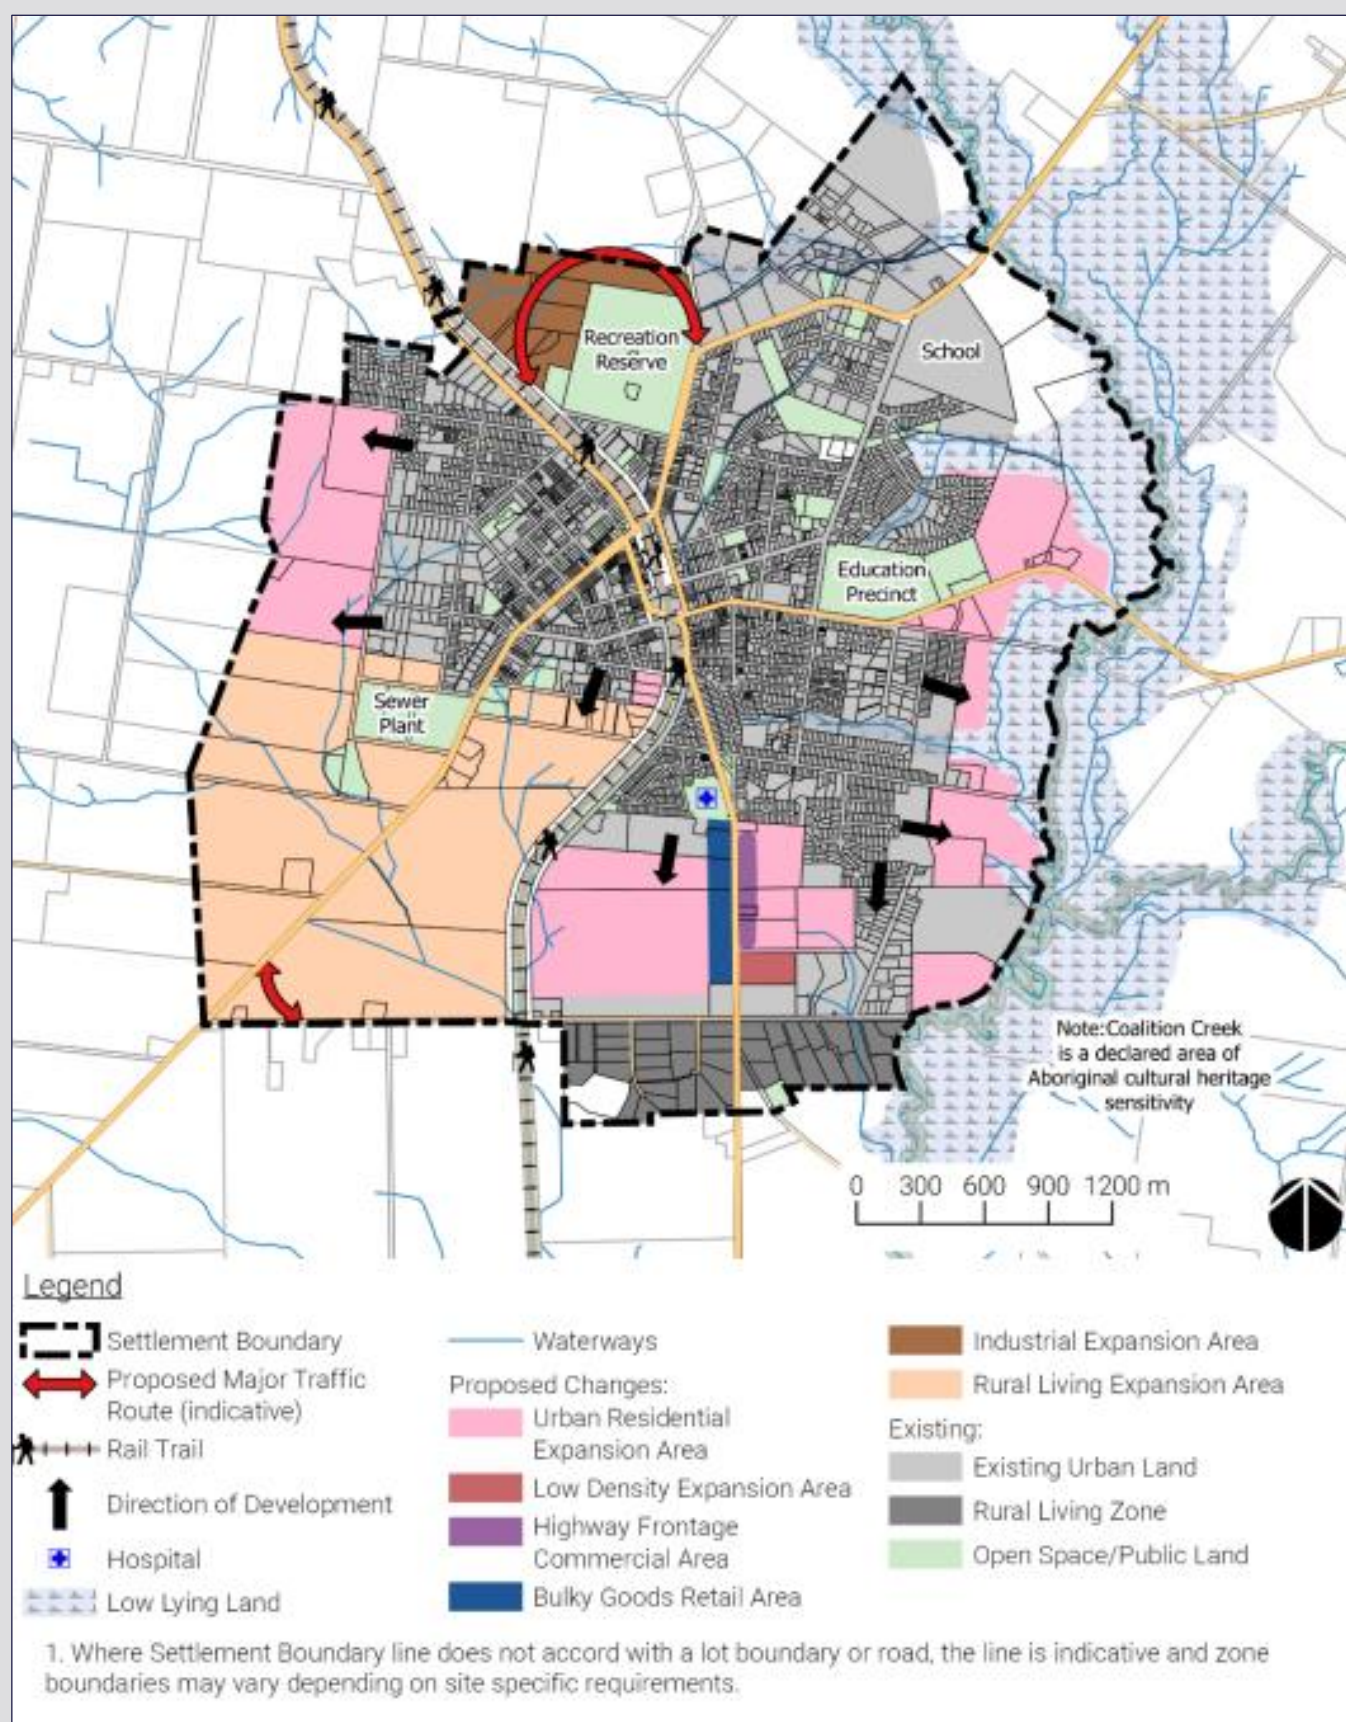 Recreation
Reserve
School
Education
Precinct
Sewer
Plant
Note:Coalition Creek
is a declared area of
Aboriginal cultural heritage
sensitivity
0 300 600 900 1200 m
Legend
Settlement Boundary
Proposed Major Traffic
Route (indicative)
Rail Trail
Direction of Development
Hospital
Low Lying Land
Waterways
Proposed Changes:
Urban Residential
Expansion Area
Low Density Expansion Area
Highway Frontage
Commercial Area
Bulky Goods Retail Area
Industrial Expansion Area
Rural Living Expansion Area
Existing:
Existing Urban Land
Rural Living Zone
Open Space/Public Land
1. Where Settlement Boundary line does not accord with a lot boundary or road, the line is indicative and zone
boundaries may vary depending on site specific requirements.